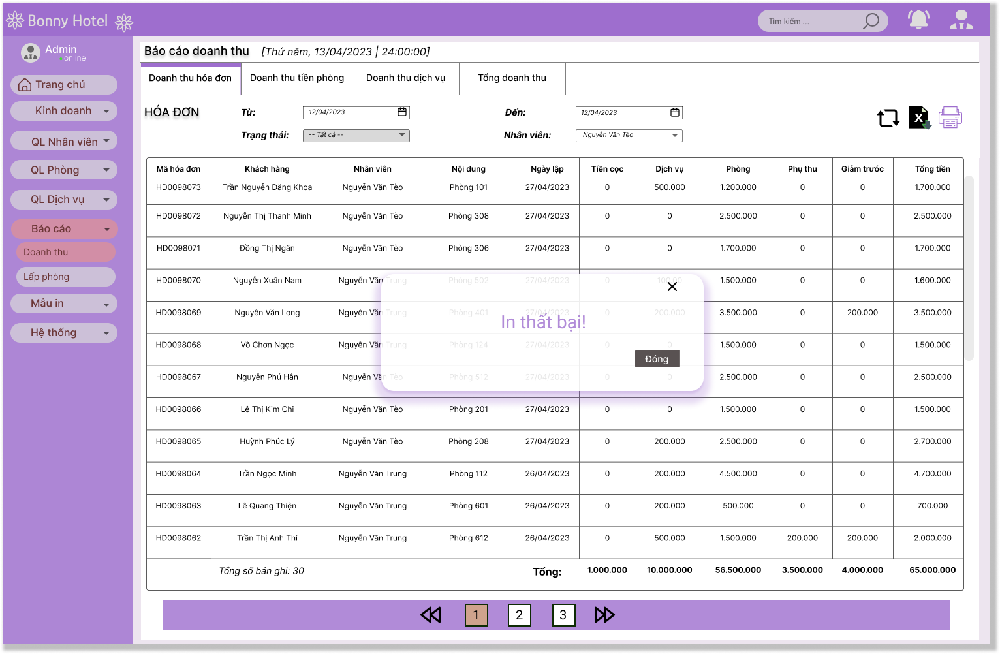 Bonny Hotel
Tìm kiếm ....
Admin
online
Trang chủ
Kinh doanh
QL Nhân viên
QL Phòng
QL Dịch vụ
Báo cáo
Doanh thu
Lấp phòng
Mẫu in
Hệ thống
Báo cáo doanh thu [Thứ năm, 13/04/2023 | 24:00:00]
Doanh thu hóa đơn Doanh thu tiền phòng Doanh thu dịch vụ Tổng doanh thu
HÓA ĐƠN Từ: 12/04/2023 Đến: 12/04/2023
Trạng thái: -- Tất cả -- Nhân viên: Nguyễn Văn Tèo
Mã hóa đơn Khách hàng Nhân viên Nội dung Ngày lập Tiền cọc Dịch vụ Phòng Phụ thu Giảm trước Tổng tiền
HD0098073 Trần Nguyễn Đăng Khoa Nguyễn Văn Tèo Phòng 101 27/04/2023 0 500.000 1.200.000 0 0 1.700.000
HD0098072 Nguyễn Thị Thanh Minh Nguyễn Văn Tèo Phòng 308 27/04/2023 0 0 2.500.000 0 0 2.500.000
HD0098071 Đồng Thị Ngân Nguyễn Văn Tèo Phòng 306 27/04/2023 0 0 1.700.000 0 0 1.700.000
HD0098070 Nguyễn Xuân Nam Nguyễn Văn Trung Phòng 502 27/04/2023 0 100.00 1.500.000 0 0 1.600.000
HD0098069 Nguyễn Văn Long Nguyễn Văn Trung Phòng 401 27/04/2023 0 200.000 3.500.000 0 200.000 3.500.000
HD0098068 Võ Chơn Ngọc Nguyễn Văn Trung Phòng 124 27/04/2023 0 0 1.500.000 0 0 1.500.000
HD0098067 Nguyễn Phú Hân Nguyễn Văn Tèo Phòng 512 27/04/2023 0 0 2.500.000 0 0 2.500.000
HD0098066 Lê Thị Kim Chi Nguyễn Văn Tèo Phòng 201 27/04/2023 0 0 1.500.000 0 0 1.500.000
HD0098065 Huỳnh Phúc Lý Nguyễn Văn Tèo Phòng 208 27/04/2023 0 200.000 2.500.000 0 0 2.700.000
HD0098064 Trần Ngọc Minh Nguyễn Văn Trung Phòng 112 26/04/2023 0 200.000 4.500.000 0 0 4.700.000
HD0098063 Lê Quang Thiện Nguyễn Văn Trung Phòng 601 26/04/2023 0 200.000 500.000 0 0 700.000
HD0098062 Trần Thị Anh Thi Nguyễn Văn Trung Phòng 612 26/04/2023 0 500.000 1.500.000 200.000 200.000 2.000.000
Tổng số bản ghi: 30 Tổng: 1.000.000 10.000.000 56.500.000 3.500.000 4.000.000 65.000.000
In thất bại!
Đóng
1 2 3